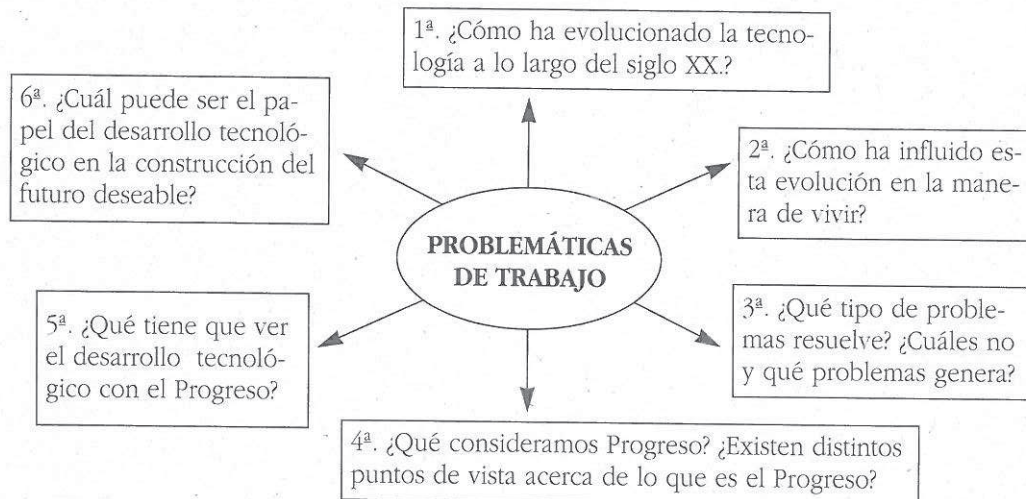 1ª. ¿Cómo ha evolucionado la tecno-
logía a lo largo del siglo XX.?
6ª. ¿Cuál puede ser el pa-
pel del desarrollo tecnoló-
gico en la construcción del
futuro deseable?
2ª. ¿Cómo ha influido es-
ta evolución en la mane-
ra de vivir?
PROBLEMÁTICAS
DE TRABAJO
5ª. ¿Qué tiene que ver
el desarrollo tecnoló-
gico con el Progreso?
3ª. ¿Qué tipo de proble-
mas resuelve? ¿Cuáles no
y qué problemas genera?
4ª. ¿Qué consideramos Progreso? ¿Existen distintos
puntos de vista acerca de lo que es el Progreso?